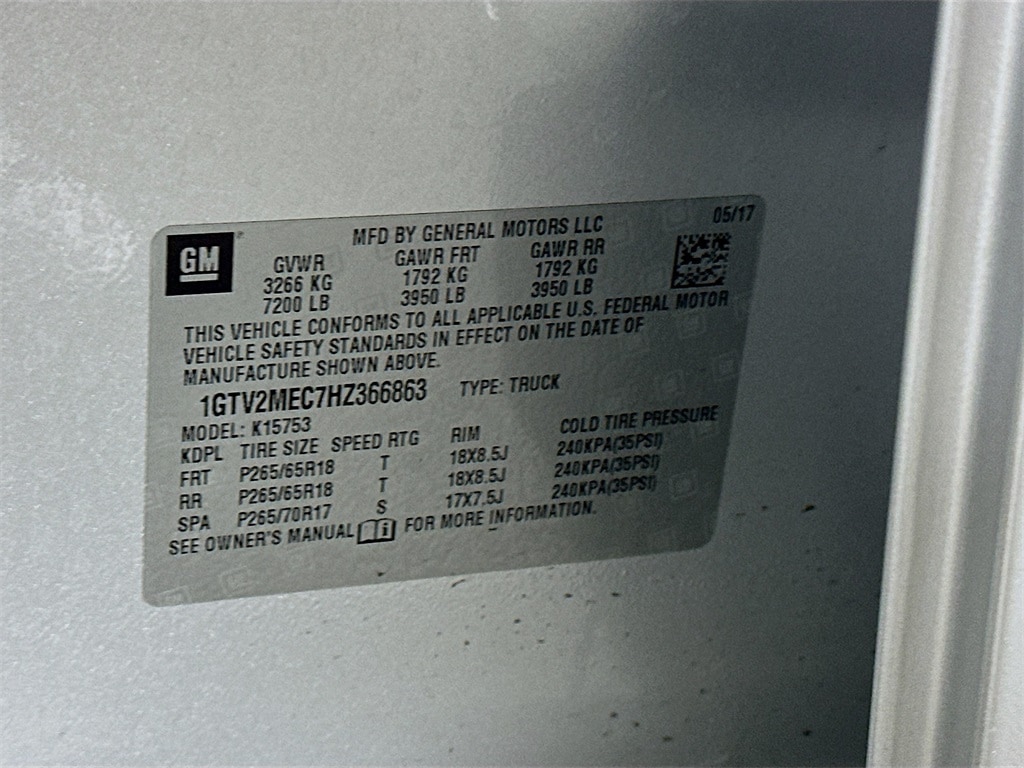 GM
MFD BY GENERAL MOTORS LLC 05/17
GVWR GAWR FRT GAWR RR
3266 KG 1792 KG 1792 KG
7200 LB 3950 LB 3950 LB
THIS VEHICLE CONFORMS TO ALL APPLICABLE U.S. FEDERAL MOTOR
VEHICLE SAFETY STANDARDS IN EFFECT ON THE DATE OF
MANUFACTURE SHOWN ABOVE.
1GTV2MEC7HZ366863 TYPE: TRUCK
MODEL: K15753
KDPL TIRE SIZE SPEED RTG RIM COLD TIRE PRESSURE
FRT P265/65R18 T 18X8.5J 240KPA(35PSI)
RR P265/65R18 T 18X8.5J 240KPA(35PSI)
SPA P265/70R17 S 17X7.5J 240KPA(35PSI)
SEE OWNER'S MANUAL FOR MORE INFORMATION.